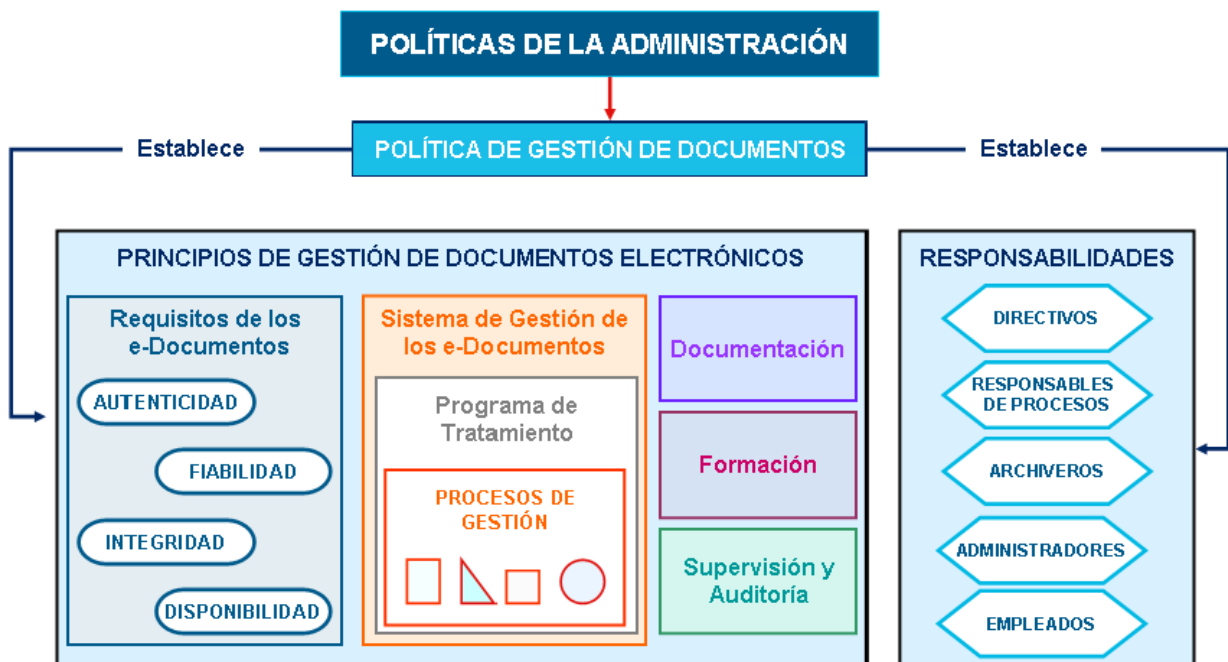 POLÍTICAS DE LA ADMINISTRACIÓN
Establece
POLÍTICA DE GESTIÓN DE DOCUMENTOS
Establece
PRINCIPIOS DE GESTIÓN DE DOCUMENTOS ELECTRÓNICOS
Requisitos de los
e-Documentos
AUTENTICIDAD
FIABILIDAD
INTEGRIDAD
DISPONIBILIDAD
Sistema de Gestión de
los e-Documentos
Programa de
Tratamiento
PROCESOS DE
GESTIÓN
Documentación
Formación
Supervisión y
Auditoría
RESPONSABILIDADES
DIRECTIVOS
RESPONSABLES
DE PROCESOS
ARCHIVEROS
ADMINISTRADORES
EMPLEADOS